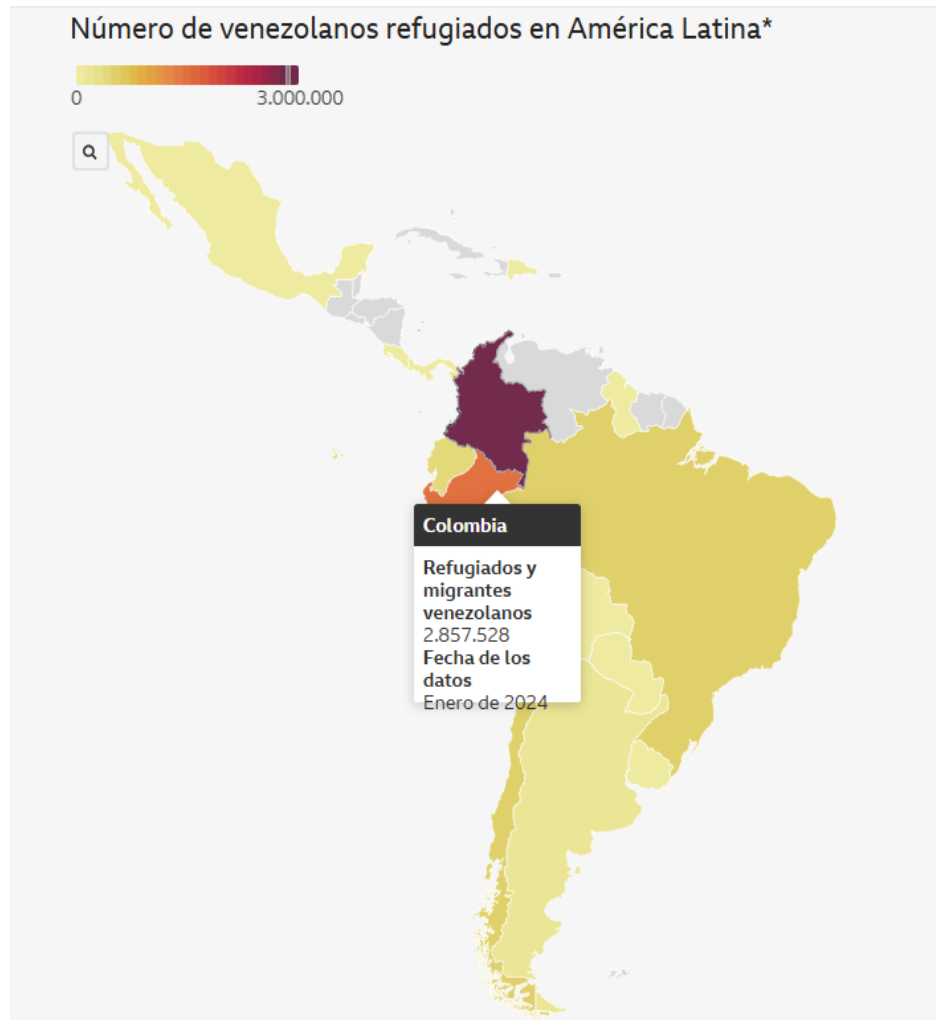 Número de venezolanos refugiados en América Latina*
0
3.000.000
Colombia
Refugiados y
migrantes
venezolanos
2.857.528
Fecha de los
datos
Enero de 2024